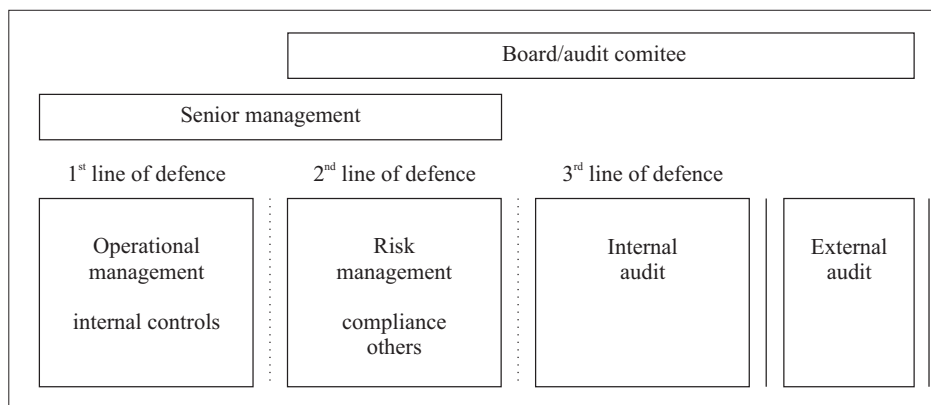 Board/audit comitee
Senior management
1st line of defence
2nd line of defence
3rd line of defence
Operational
management
internal controls
Risk
management
compliance
others
Internal
audit
External
audit